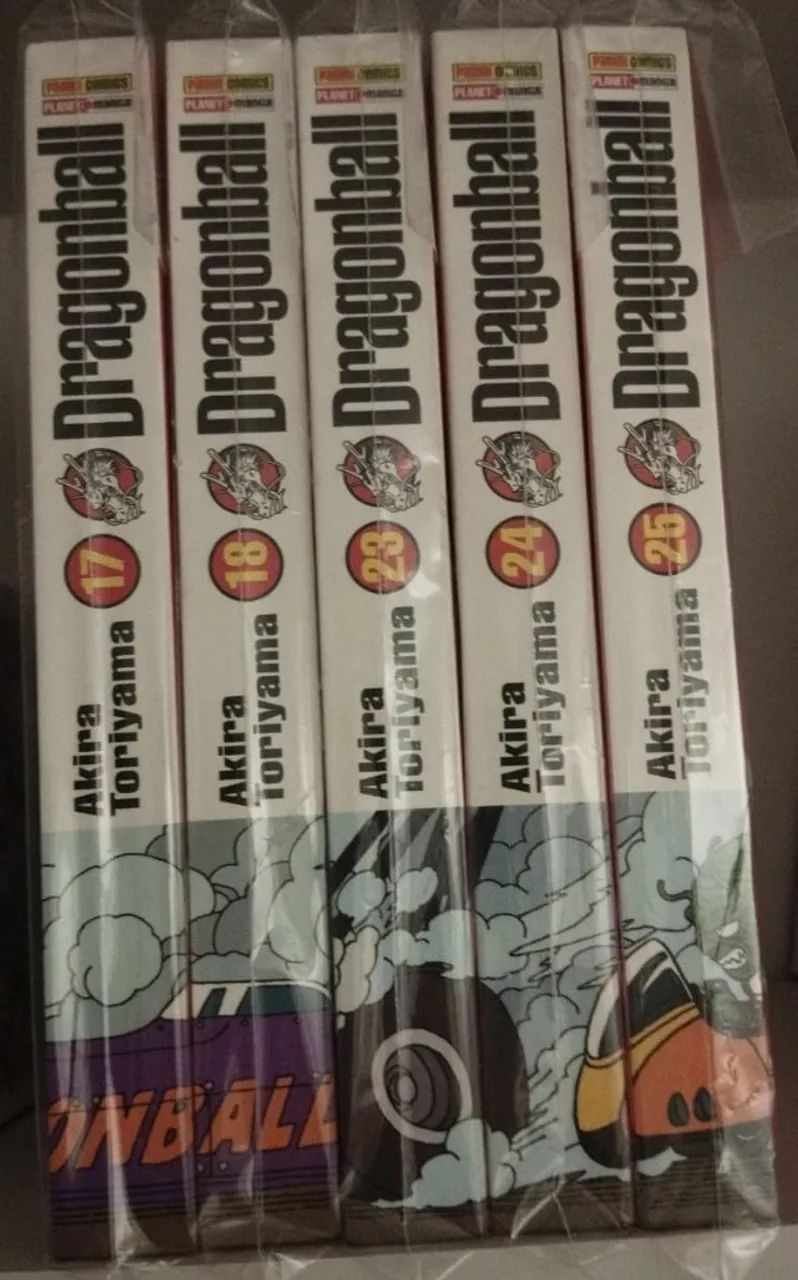 PANINI COMICS
PLANET manga
Dragonball
17
Akira
Toriyama
PANINI COMICS
PLANET manga
Dragonball
18
Akira
Toriyama
PANINI COMICS
PLANET manga
Dragonball
23
Akira
Toriyama
PANINI COMICS
PLANET manga
Dragonball
24
Akira
Toriyama
PANINI COMICS
PLANET manga
Dragonball
25
Akira
Toriyama
ONBALL